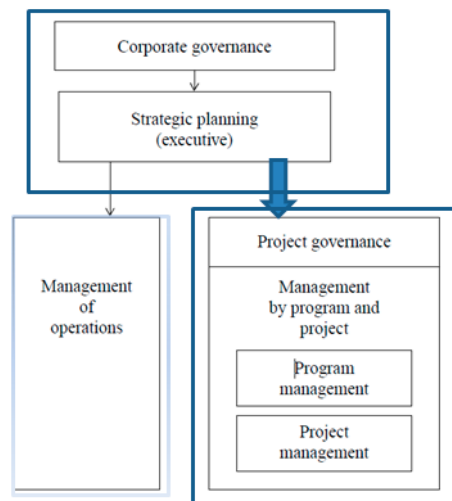 Corporate governance
Strategic planning
(executive)
Management
of
operations
Project governance
Management
by program and
project
Program
management
Project
management